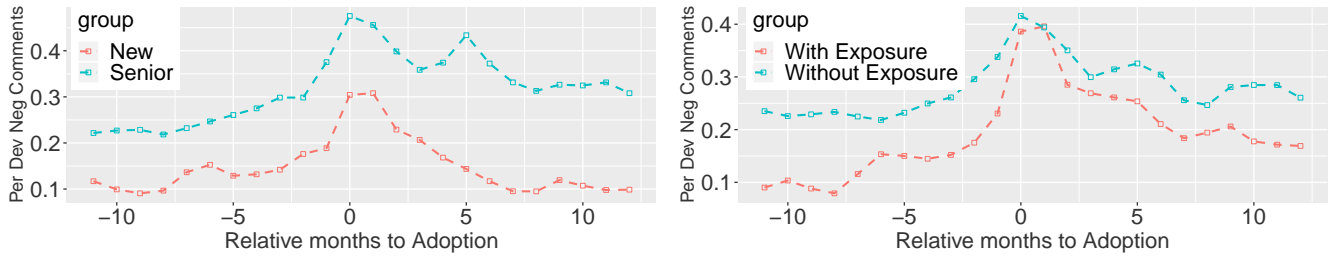 Per Dev Neg Comments
0.4
0.3
0.2
0.1
group
New
Senior
−10
−5
0
5
10
Relative months to Adoption
Per Dev Neg Comments
0.4
0.3
0.2
0.1
group
With Exposure
Without Exposure
−10
−5
0
5
10
Relative months to Adoption